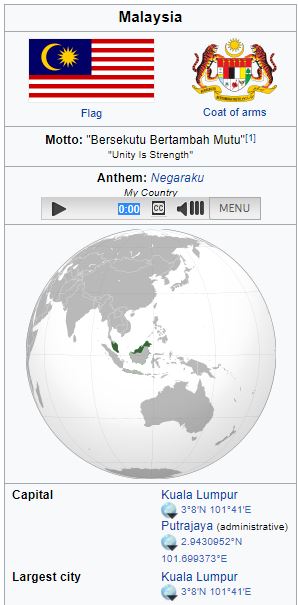 Malaysia
Flag
Coat of arms
Motto: "Bersekutu Bertambah Mutu"[1]
"Unity Is Strength"
Anthem: Negaraku
My Country
0:00 CC MENU
Capital
Kuala Lumpur
3°8'N 101°41'E
Putrajaya (administrative)
2.9430952°N
101.699373°E
Largest city
Kuala Lumpur
3°8'N 101°41'E